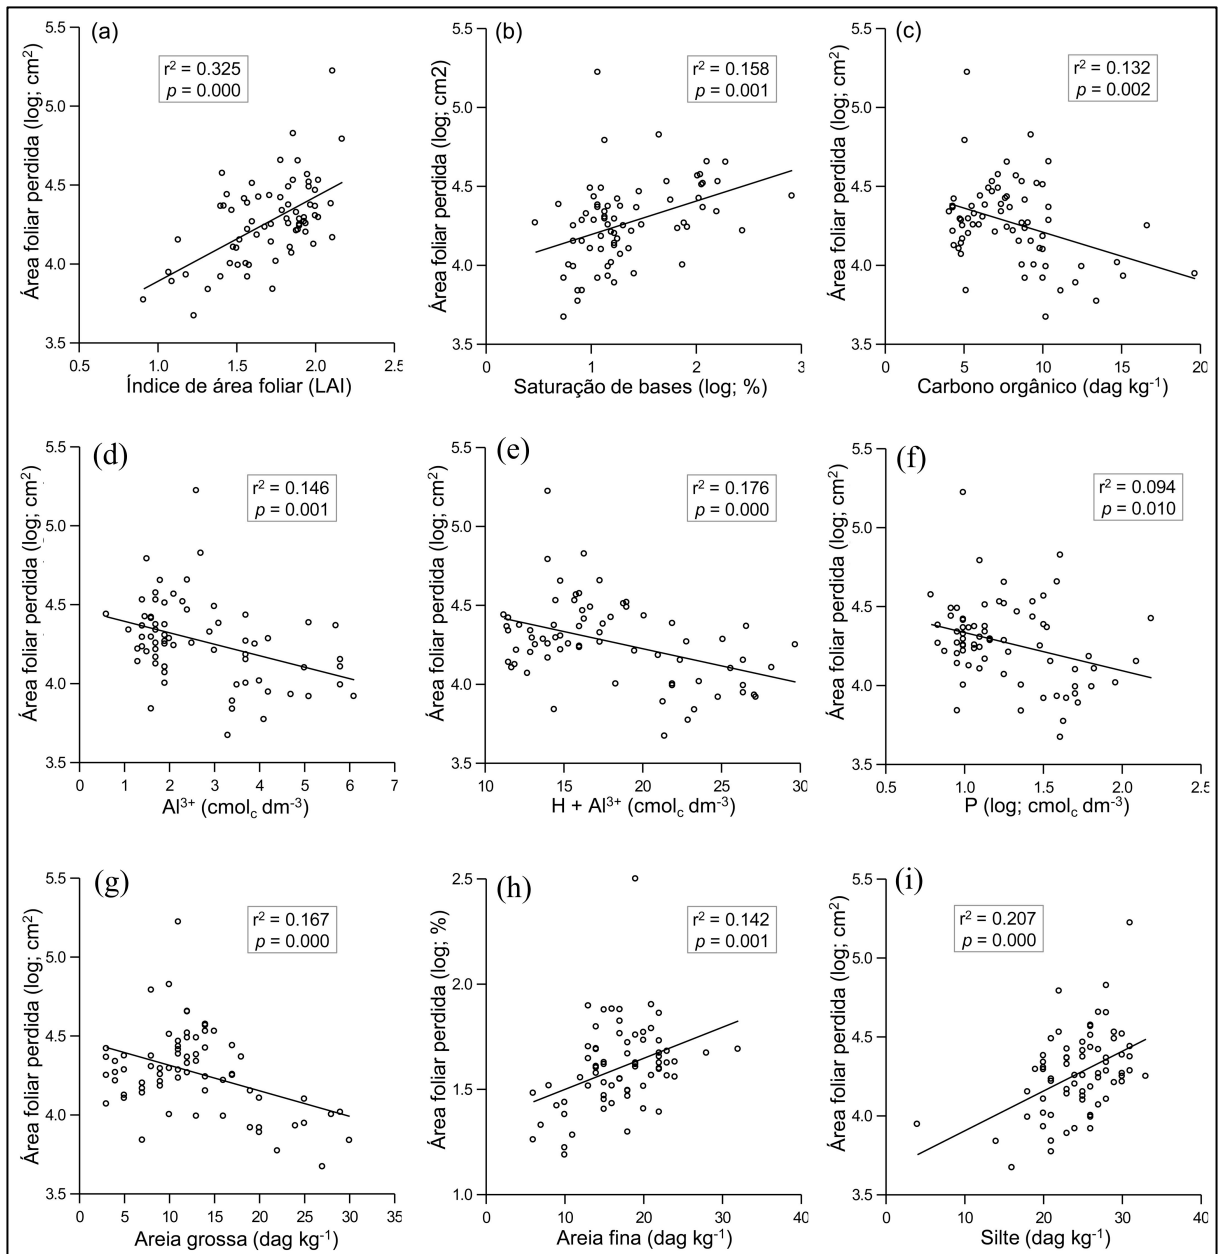 (a)
r² = 0.325
p = 0.000
Área foliar perdida (log; cm²)
5.5
5.0
4.5
4.0
3.5
0.5 1.0 1.5 2.0 2.5
Índice de área foliar (LAI)
(b)
r² = 0.158
p = 0.001
Área foliar perdida (log; cm2)
5.5
5.0
4.5
4.0
3.5
0 1 2 3
Saturação de bases (log; %)
(c)
r² = 0.132
p = 0.002
Área foliar perdida (log; cm²)
5.5
5.0
4.5
4.0
3.5
0 5 10 15 20
Carbono orgânico (dag kg⁻¹)
(d)
r² = 0.146
p = 0.001
Área foliar perdida (log; cm²)
5.5
5.0
4.5
4.0
3.5
0 1 2 3 4 5 6 7
Al³⁺ (cmolc dm⁻³)
(e)
r² = 0.176
p = 0.000
Área foliar perdida (log; cm²)
5.5
5.0
4.5
4.0
3.5
10 15 20 25 30
H + Al³⁺ (cmolc dm⁻³)
(f)
r² = 0.094
p = 0.010
Área foliar perdida (log; cm²)
5.5
5.0
4.5
4.0
3.5
0.5 1.0 1.5 2.0 2.5
P (log; cmolc dm⁻³)
(g)
r² = 0.167
p = 0.000
Área foliar perdida (log; cm²)
5.5
5.0
4.5
4.0
3.5
0 5 10 15 20 25 30 35
Areia grossa (dag kg⁻¹)
(h)
r² = 0.142
p = 0.001
Área foliar perdida (log; %)
2.5
2.0
1.5
1.0
0 10 20 30 40
Areia fina (dag kg⁻¹)
(i)
r² = 0.207
p = 0.000
Área foliar perdida (log; cm²)
5.5
5.0
4.5
4.0
3.5
0 10 20 30 40
Silte (dag kg⁻¹)